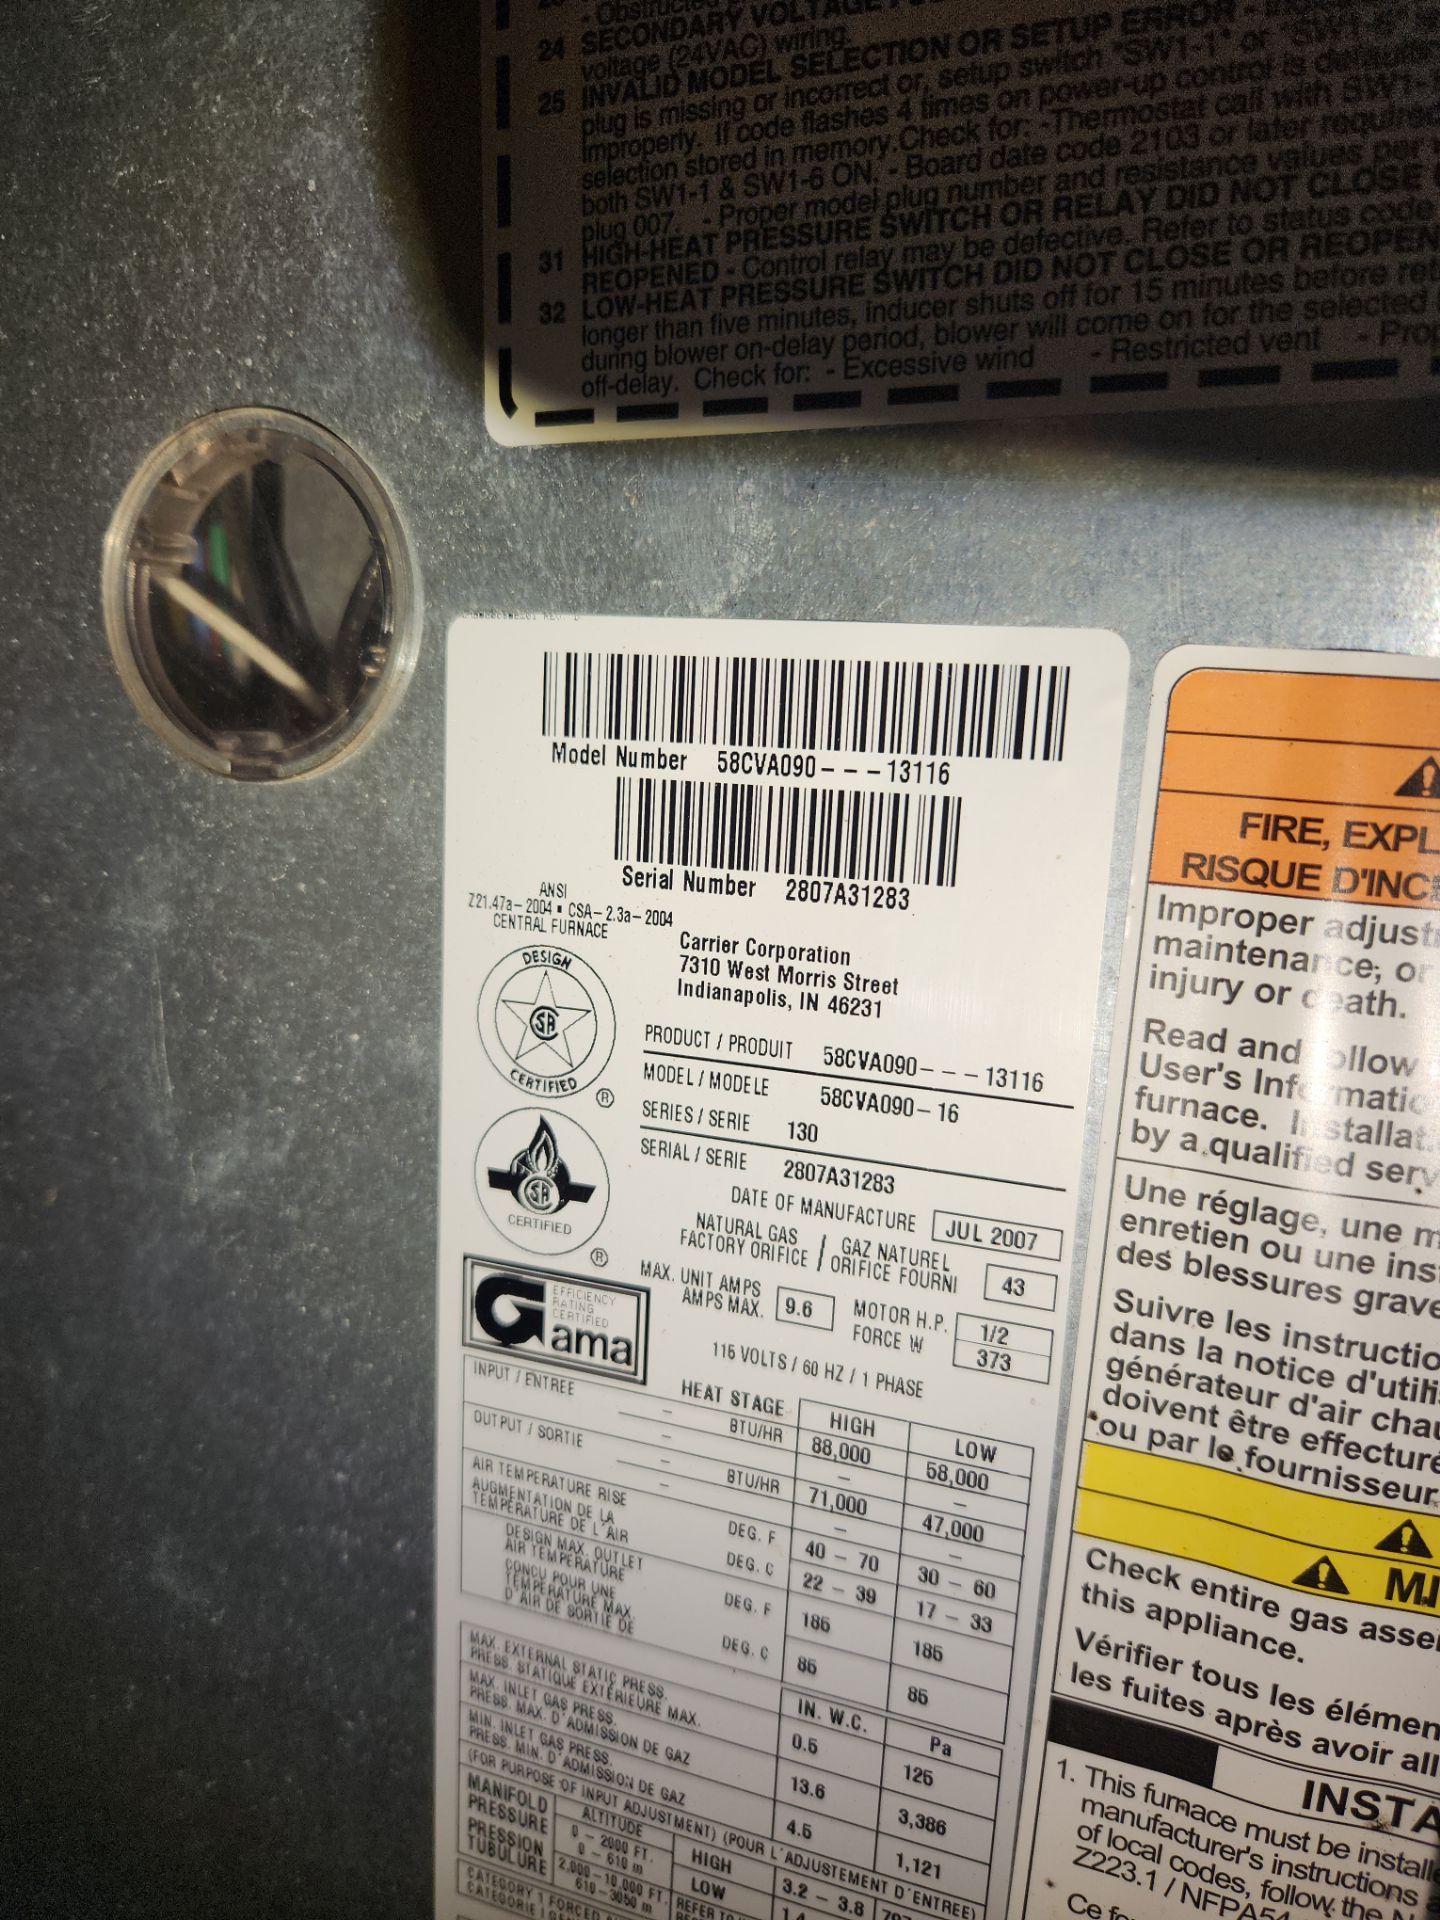 - Obstructed
24 SECONDARY VOLTAGE
voltage (24VAC) wiring.
25 INVALID MODEL SELECTION OR SETUP ERROR -
plug is missing or incorrect or, setup switch "SW1-1" or
improperly. If code flashes 4 times on power-up control is
selection stored in memory. Check for: -Thermostat call with SW1-
both SW1-1 & SW1-6 ON. - Board date code 2103 or later requires
plug 007. - Proper model plug number and resistance values per
31 HIGH-HEAT PRESSURE SWITCH OR RELAY DID NOT CLOSE
REOPENED - Control relay may be defective. Refer to status code
32 LOW-HEAT PRESSURE SWITCH DID NOT CLOSE OR REOPEN
longer than five minutes, inducer shuts off for 15 minutes before
during blower on-delay period, blower will come on for the selected
off-delay. Check for: - Excessive wind - Restricted vent
Model Number 58CVA090---13116
Serial Number 2807A31283
ANSI
Z21.47a-2004 • CSA-2.3a-2004
CENTRAL FURNACE
Carrier Corporation
7310 West Morris Street
Indianapolis, IN 46231
DESIGN
CERTIFIED
®
PRODUCT / PRODUIT 58CVA090---13116
MODEL / MODELE 58CVA090-16
SERIES / SERIE 130
SERIAL / SERIE 2807A31283
DATE OF MANUFACTURE JUL 2007
NATURAL GAS / GAZ NATUREL
FACTORY ORIFICE / ORIFICE FOURNI 43
MAX. UNIT AMPS
AMPS MAX. 9.6
MOTOR H.P. 1/2
FORCE W 373
115 VOLTS / 60 HZ / 1 PHASE
CERTIFIED
®
EFFICIENCY
RATING
CERTIFIED
Gama
HEAT STAGE HIGH LOW
INPUT / ENTREE - BTU/HR 88,000 58,000
- - -
OUTPUT / SORTIE - BTU/HR 71,000 47,000
- - -
AIR TEMPERATURE RISE DEG. F 40 - 70 30 - 60
AUGMENTATION DE LA
TEMPERATURE DE L'AIR DEG. C 22 - 39 17 - 33
DESIGN MAX. OUTLET
AIR TEMPERATURE DEG. F 185 185
CONCU POUR UNE
TEMPERATURE MAX.
D'AIR DE SORTIE DE DEG. C 85 85
IN. W.C. Pa
MAX. EXTERNAL STATIC PRESS.
PRESS. STATIQUE EXTERIEURE MAX. 0.5 125
MAX. INLET GAS PRESS.
PRESS. MAX. D'ADMISSION DE GAZ 13.6 3,386
MIN. INLET GAS PRESS.
PRESS. MIN. D'ADMISSION DE GAZ 4.5 1,121
(FOR PURPOSE OF INPUT ADJUSTMENT) (POUR L'ADJUSTEMENT D'ENTREE)
MANIFOLD
PRESSURE
PRESSION
TUBULURE
ALTITUDE
0 - 2000 FT.
0 - 610 m
HIGH 3.2 - 3.8
LOW
2,000 - 10,000 FT.
610 - 3050 m
REFER TO
CATEGORY I FORCED
CATEGORIE I
FIRE, EXPL
RISQUE D'INC
Improper adjust
maintenance, or
injury or death.
Read and follow
User's Informatio
furnace. Installat
by a qualified serv
Une réglage, une m
enretien ou une ins
des blessures grave
Suivre les instructio
dans la notice d'utili
générateur d'air chau
doivent être effecturé
ou par le fournisseur
Check entire gas asse
this appliance.
Vérifier tous les élémen
les fuites après avoir all
INSTA
1. This furnace must be installe
manufacturer's instructions
of local codes, follow the N
Z223.1 / NFPA54
Ce fo